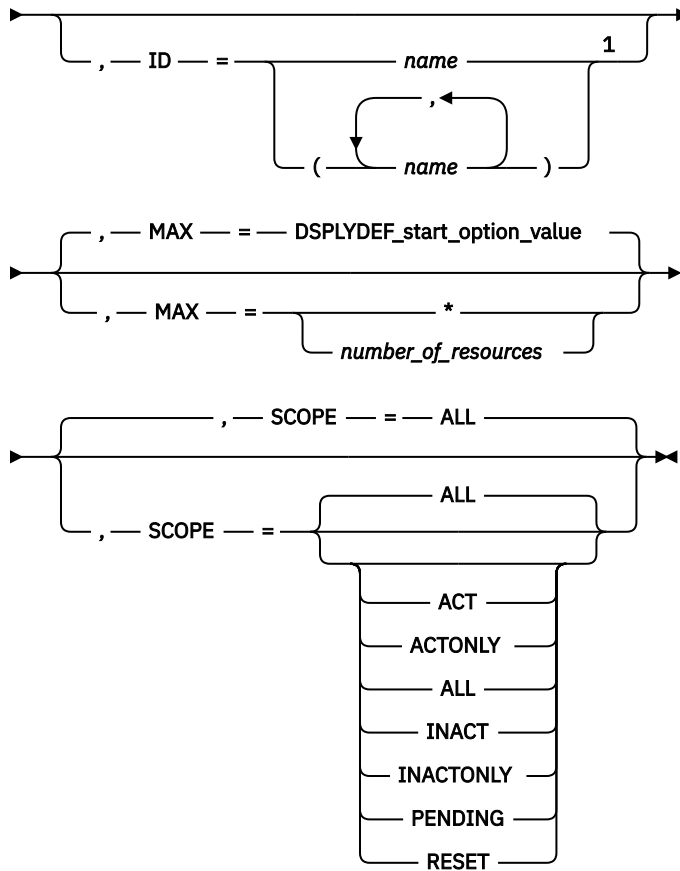 , ID = name 1
,
( name )
, MAX = DSPLYDEF_start_option_value
, MAX = *
number_of_resources
, SCOPE = ALL
ALL
, SCOPE =
ACT
ACTONLY
ALL
INACT
INACTONLY
PENDING
RESET